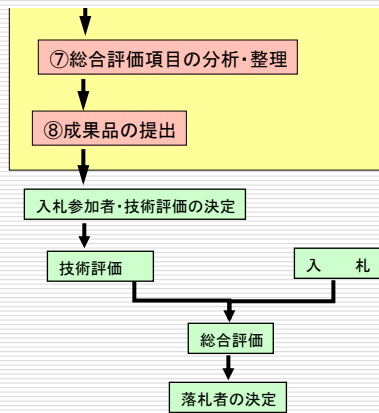 ⑦総合評価項目の分析・整理
⑧成果品の提出
入札参加者・技術評価の決定
技術評価
入　札
総合評価
落札者の決定